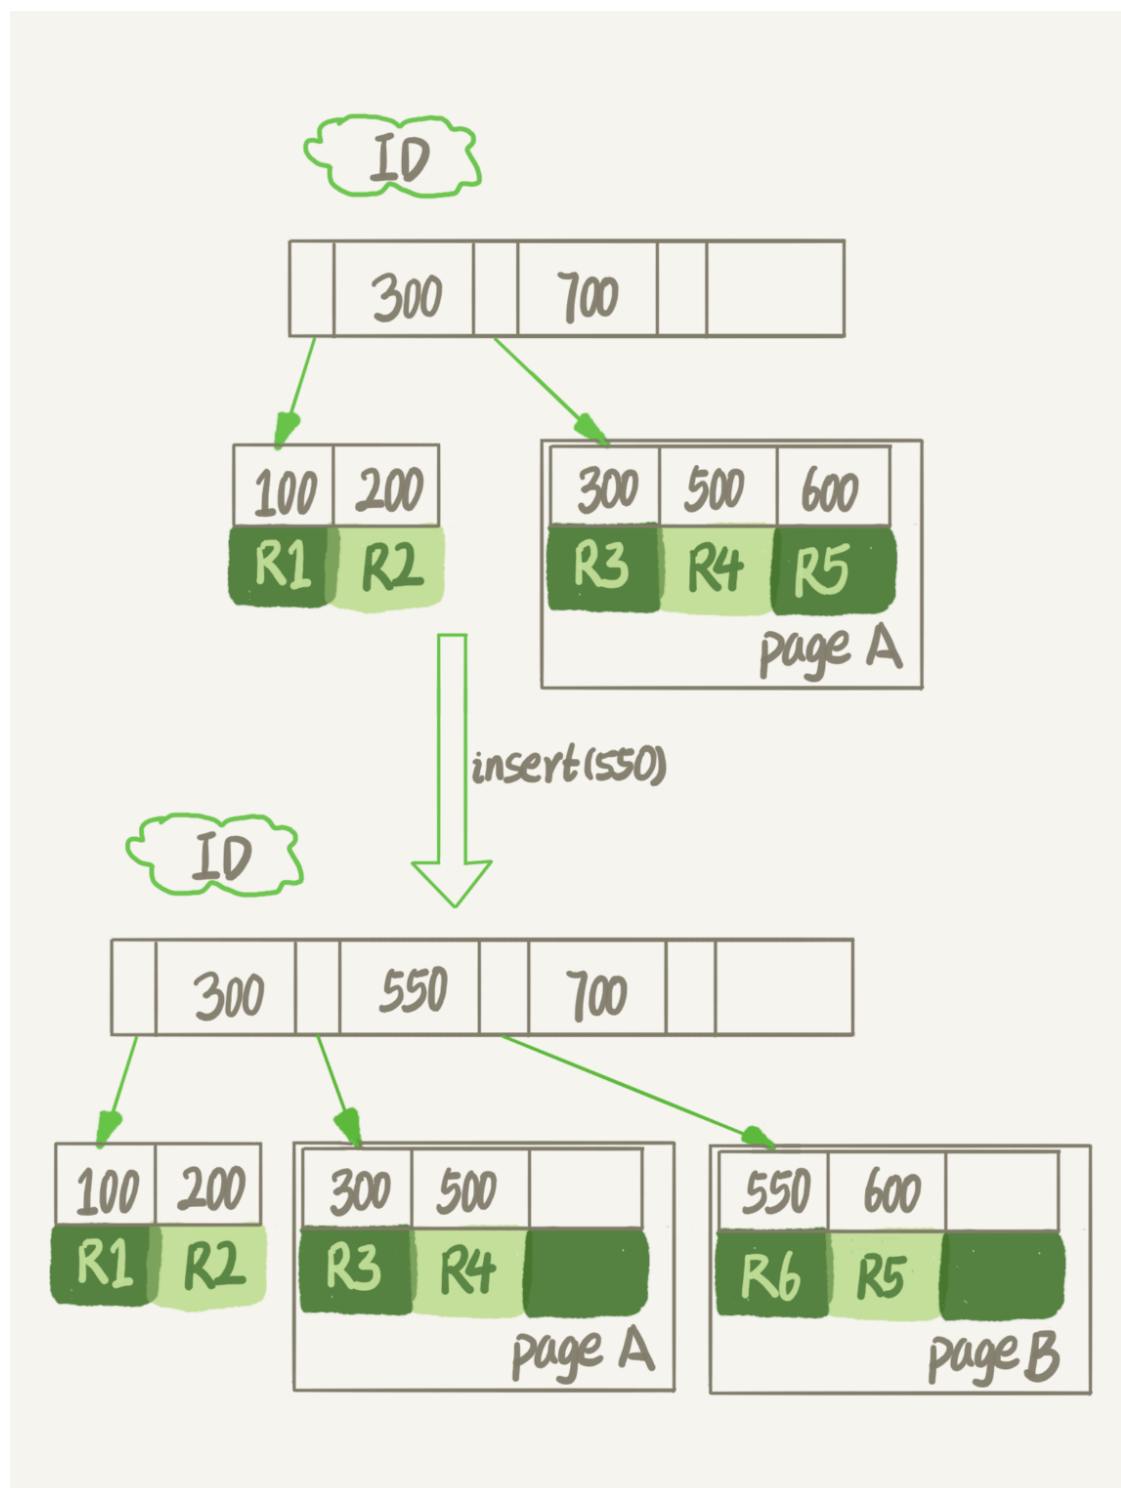 ID
300 700
100 200 300 500 600
R1 R2 R3 R4 R5
page A
insert(550)
ID
300 550 700
100 200 300 500 550 600
R1 R2 R3 R4 R6 R5
page A page B